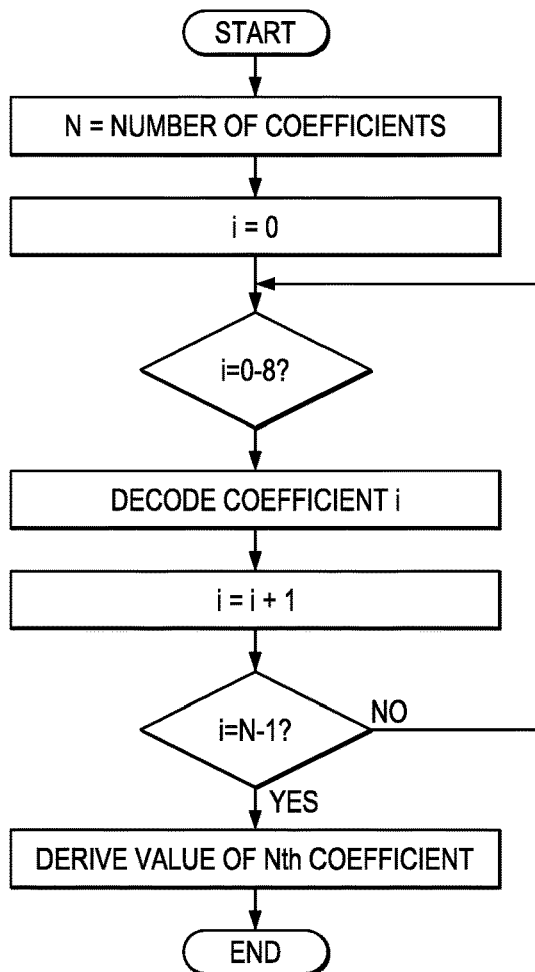 START
N = NUMBER OF COEFFICIENTS
i = 0
i=0-8?
DECODE COEFFICIENT i
i = i + 1
i=N-1?
NO
YES
DERIVE VALUE OF Nth COEFFICIENT
END